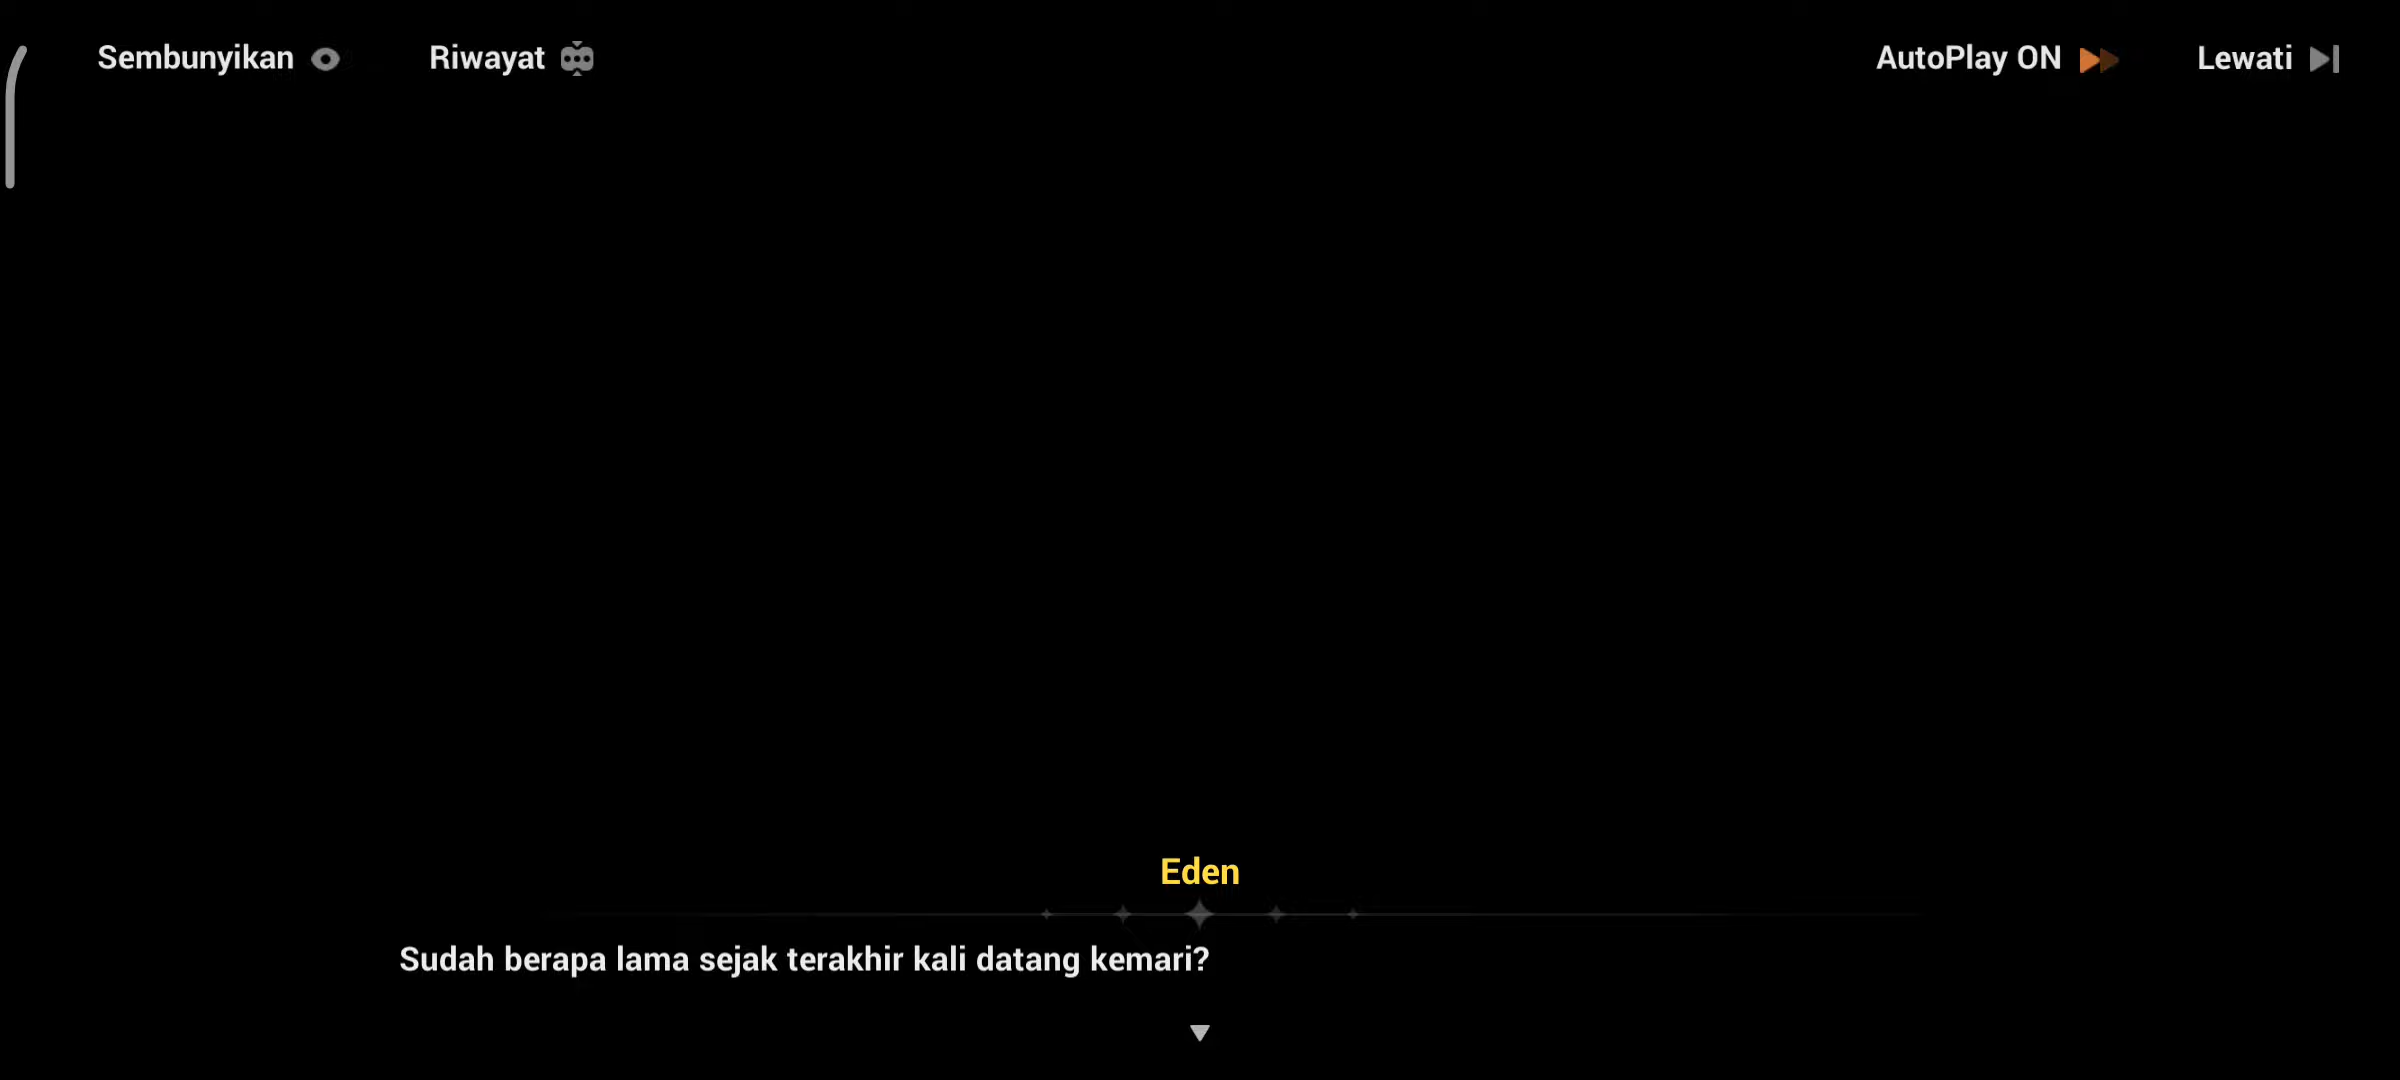 Sembunyikan
Riwayat
AutoPlay ON
Lewati
Eden
Sudah berapa lama sejak terakhir kali datang kemari?